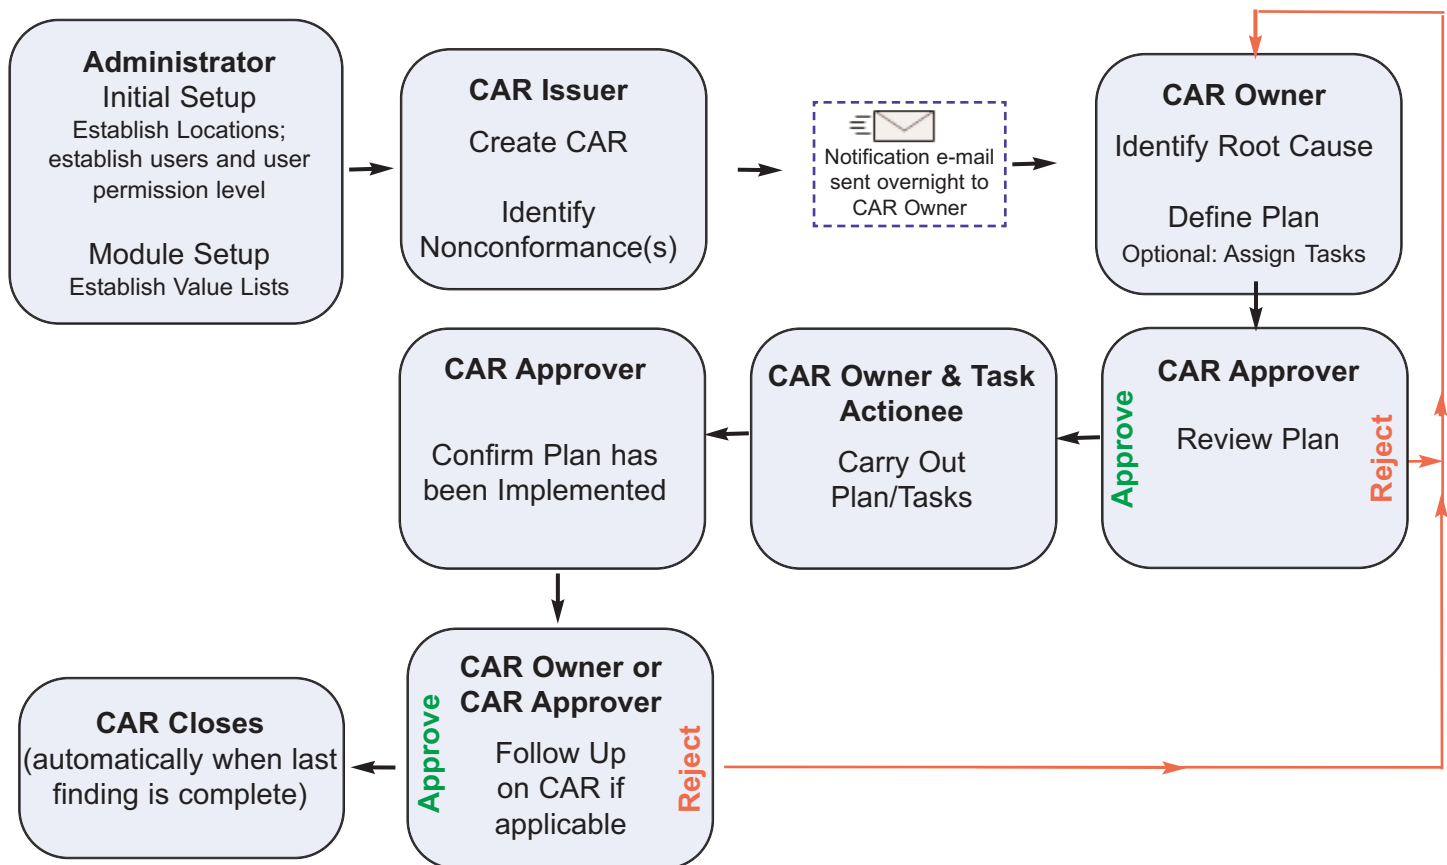 Administrator
Initial Setup
Establish Locations;
establish users and user
permission level
Module Setup
Establish Value Lists
CAR Issuer
Create CAR
Identify
Nonconformance(s)
Notification e-mail
sent overnight to
CAR Owner
CAR Owner
Identify Root Cause
Define Plan
Optional: Assign Tasks
CAR Approver
Review Plan
Approve
Reject
CAR Owner & Task
Actionee
Carry Out
Plan/Tasks
CAR Approver
Confirm Plan has
been Implemented
CAR Owner or
CAR Approver
Follow Up
on CAR if
applicable
Approve
Reject
CAR Closes
(automatically when last
finding is complete)